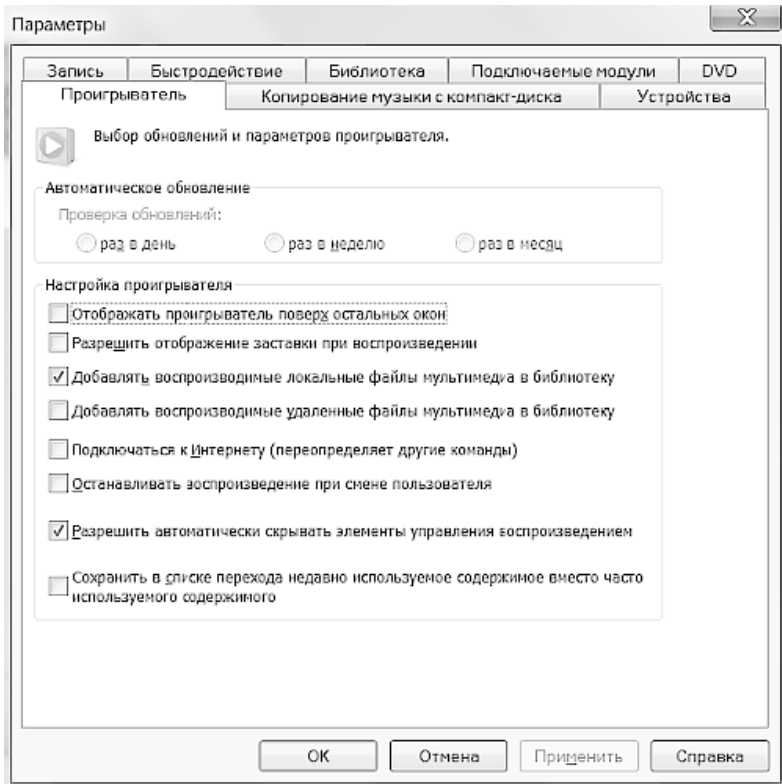 Параметры
Запись Быстродействие Библиотека Подключаемые модули DVD
Проигрыватель Копирование музыки с компакт-диска Устройства
Выбор обновлений и параметров проигрывателя.
Автоматическое обновление
Проверка обновлений:
раз в день раз в неделю раз в месяц
Настройка проигрывателя
Отображать проигрыватель поверх остальных окон
Разрешить отображение заставки при воспроизведении
Добавлять воспроизводимые локальные файлы мультимедиа в библиотеку
Добавлять воспроизводимые удаленные файлы мультимедиа в библиотеку
Подключаться к Интернету (переопределяет другие команды)
Останавливать воспроизведение при смене пользователя
Разрешить автоматически скрывать элементы управления воспроизведением
Сохранить в списке перехода недавно используемое содержимое вместо часто
используемого содержимого
ОК Отмена Применить Справка